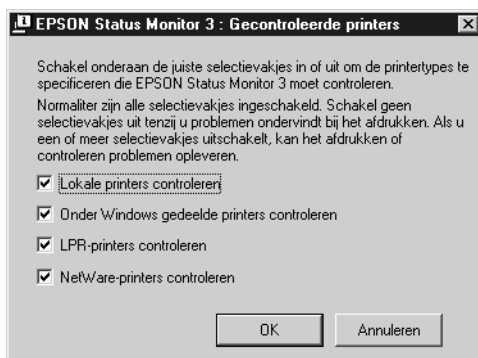 EPSON Status Monitor 3 : Gecontroleerde printers
Schakel onderaan de juiste selectievakjes in of uit om de printertypes te
specificeren die EPSON Status Monitor 3 moet controleren.
Normaliter zijn alle selectievakjes ingeschakeld. Schakel geen
selectievakjes uit tenzij u problemen ondervindt bij het afdrukken. Als u
een of meer selectievakjes uitschakelt, kan het afdrukken of
controleren problemen opleveren.
Lokale printers controleren
Onder Windows gedeelde printers controleren
LPR-printers controleren
NetWare-printers controleren
OK
Annuleren